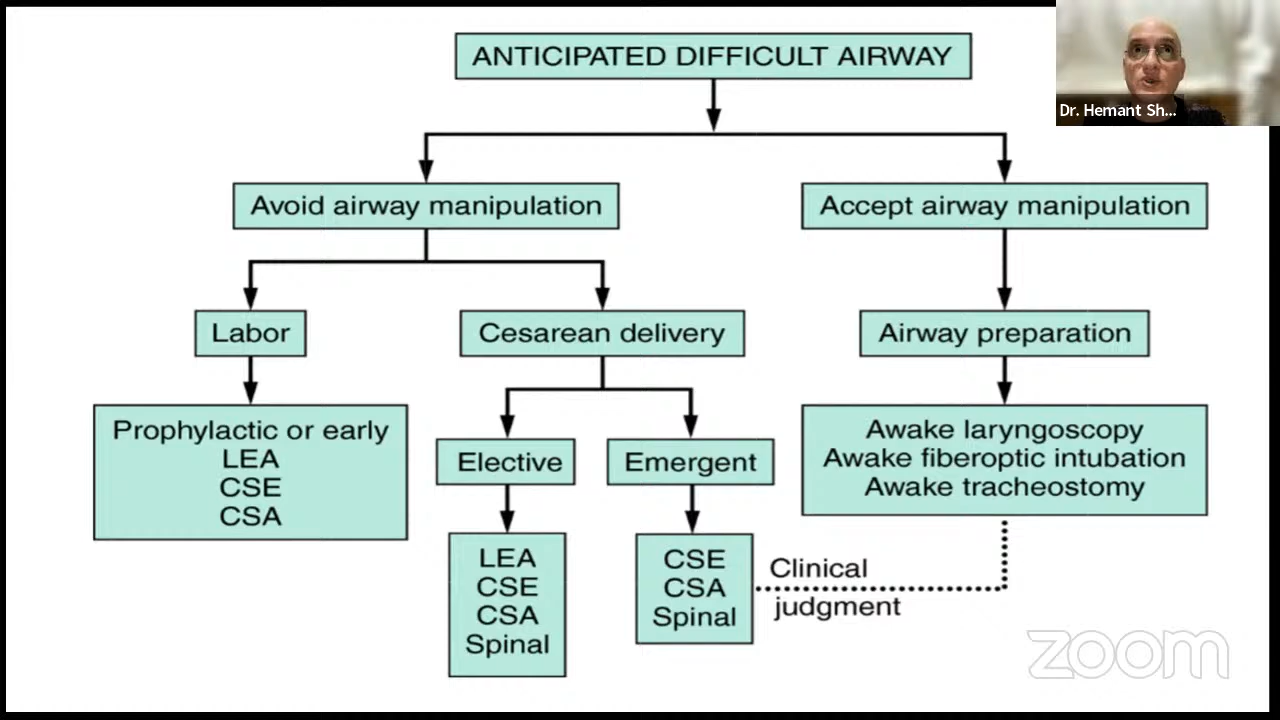 ANTICIPATED DIFFICULT AIRWAY
Dr. Hemant Sh...
Avoid airway manipulation
Accept airway manipulation
Labor
Cesarean delivery
Airway preparation
Prophylactic or early
LEA
CSE
CSA
Elective
Emergent
Awake laryngoscopy
Awake fiberoptic intubation
Awake tracheostomy
LEA
CSE
CSA
Spinal
CSE
CSA
Spinal
Clinical
judgment
zoom